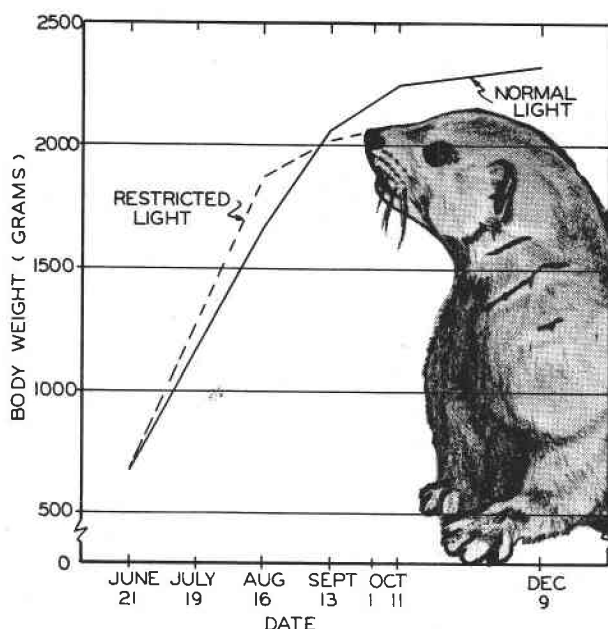 2500
2000
1500
1000
500
0
BODY WEIGHT (GRAMS)
NORMAL
LIGHT
RESTRICTED
LIGHT
JUNE JULY AUG SEPT OCT DEC
21 19 16 13 1 11 9
DATE